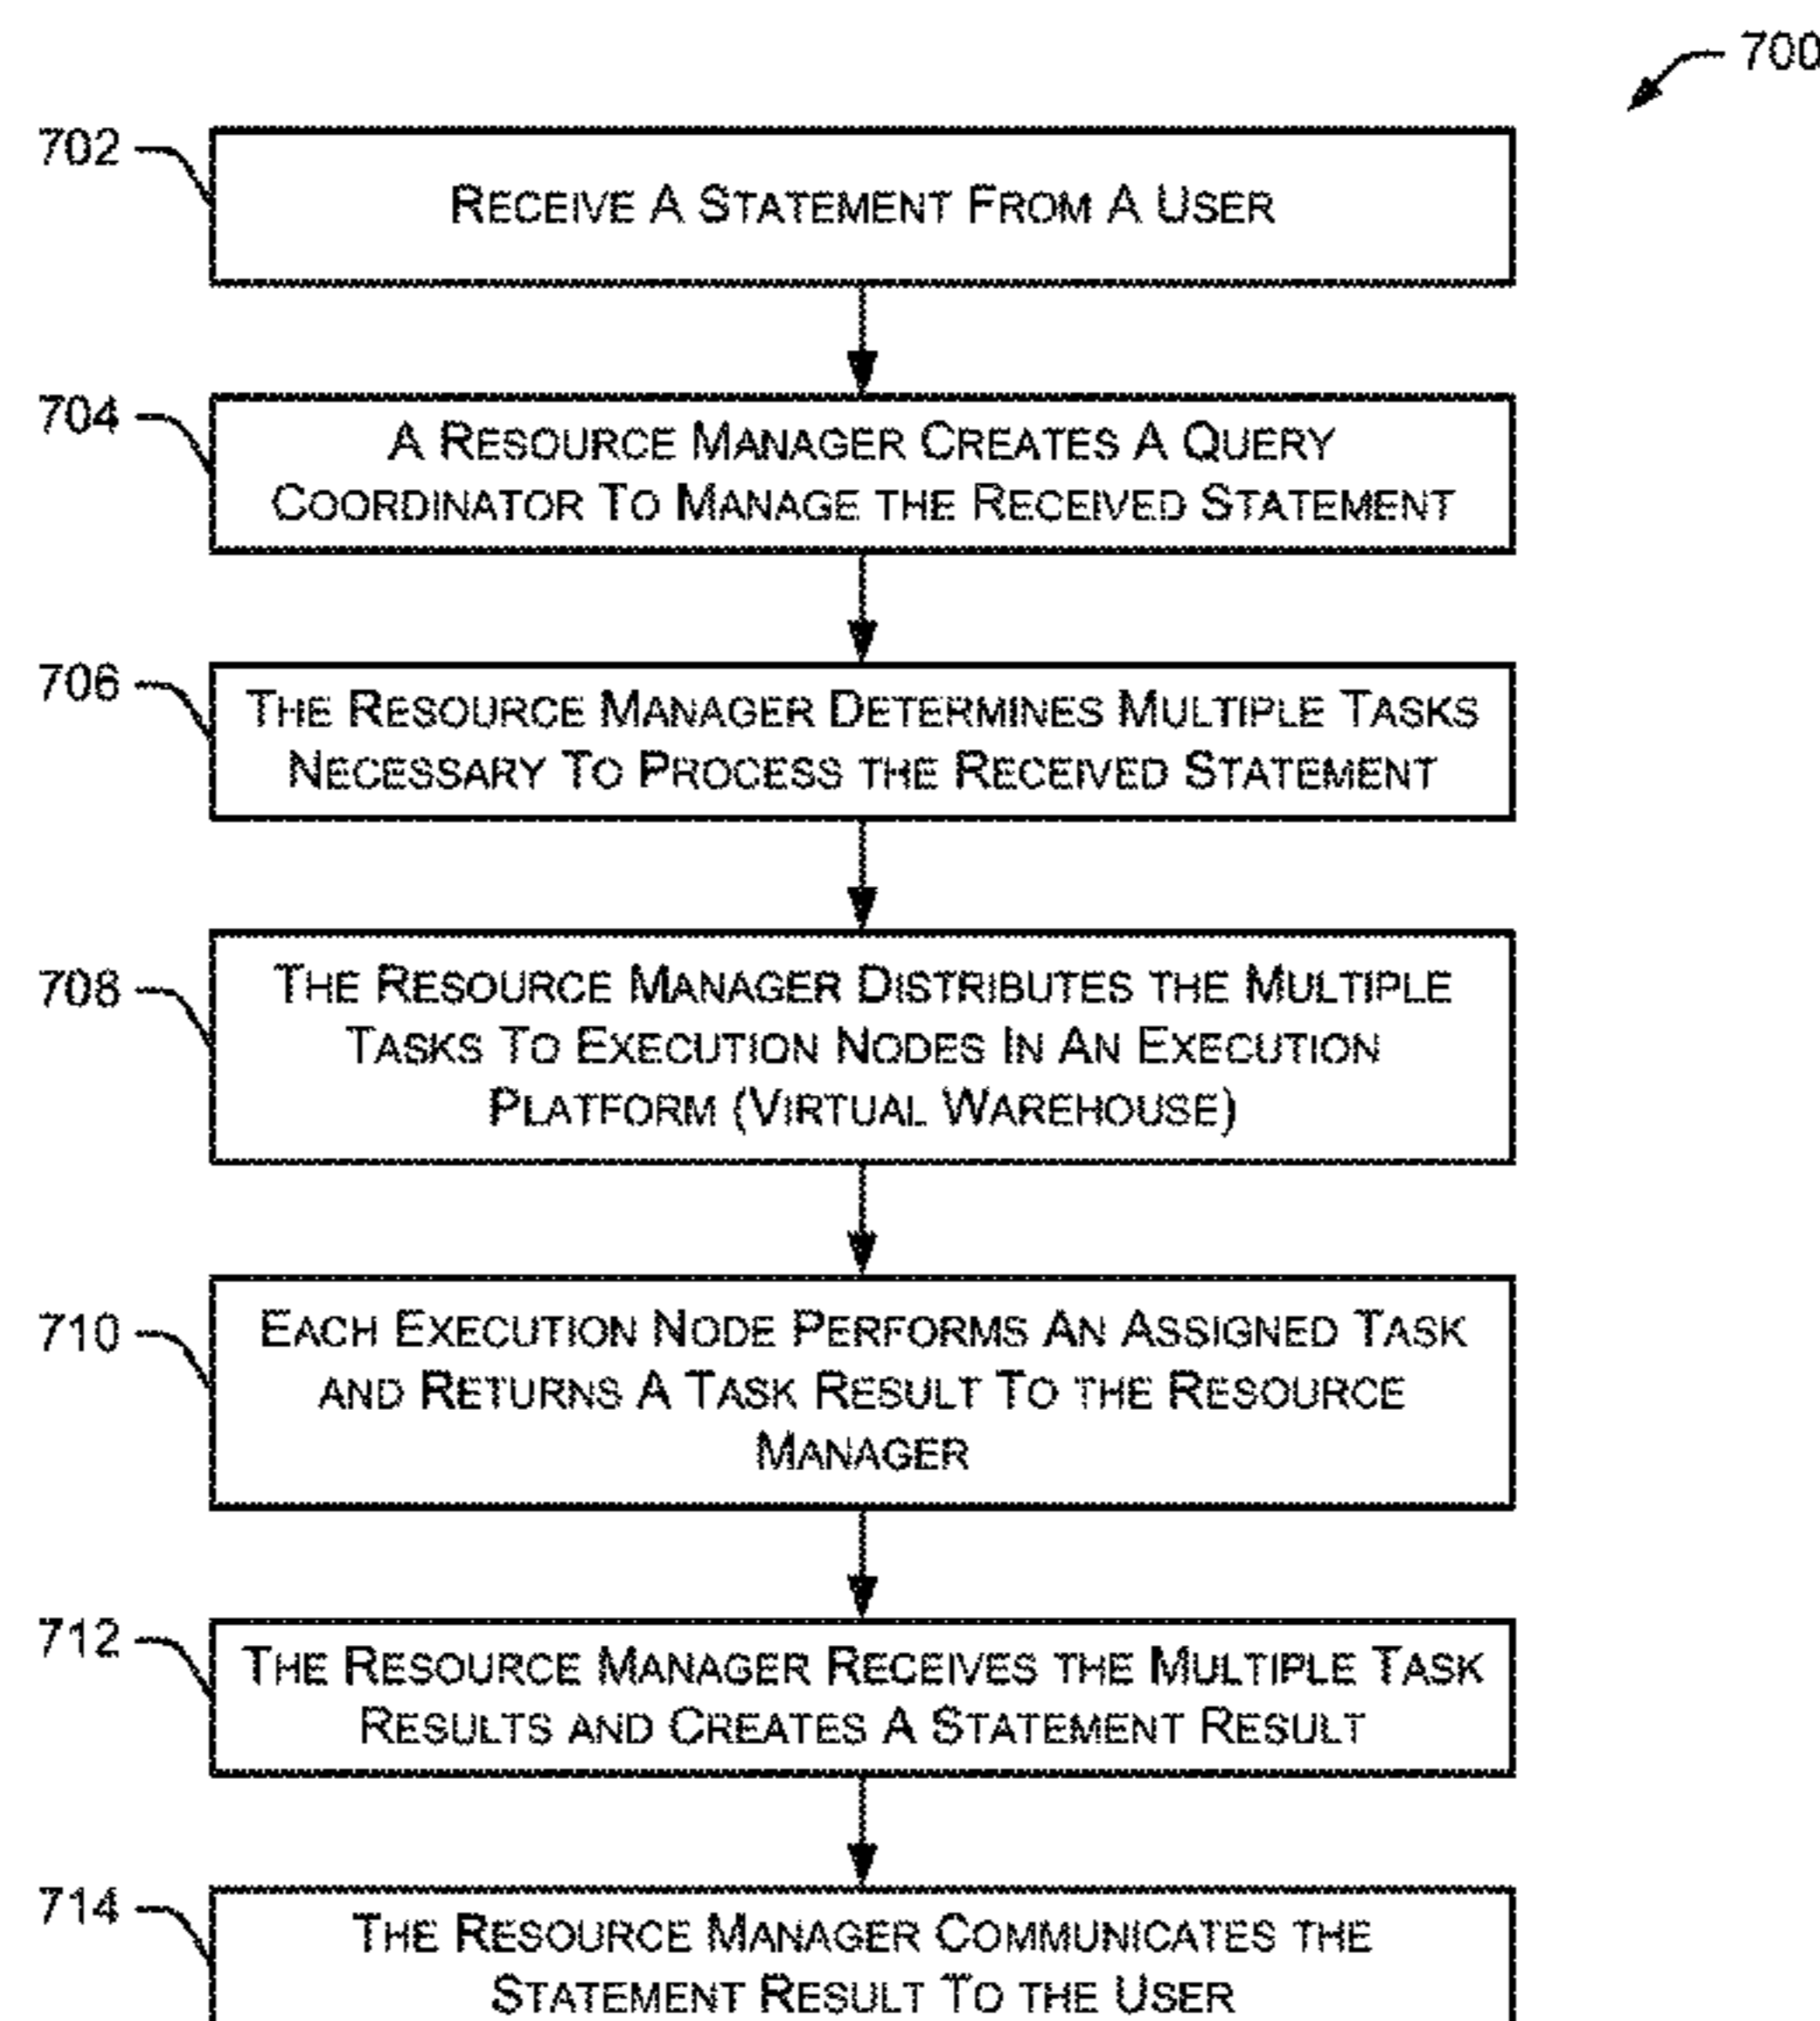 700
702
RECEIVE A STATEMENT FROM A USER
704
A RESOURCE MANAGER CREATES A QUERY
COORDINATOR TO MANAGE THE RECEIVED STATEMENT
706
THE RESOURCE MANAGER DETERMINES MULTIPLE TASKS
NECESSARY TO PROCESS THE RECEIVED STATEMENT
708
THE RESOURCE MANAGER DISTRIBUTES THE MULTIPLE
TASKS TO EXECUTION NODES IN AN EXECUTION
PLATFORM (VIRTUAL WAREHOUSE)
710
EACH EXECUTION NODE PERFORMS AN ASSIGNED TASK
AND RETURNS A TASK RESULT TO THE RESOURCE
MANAGER
712
THE RESOURCE MANAGER RECEIVES THE MULTIPLE TASK
RESULTS AND CREATES A STATEMENT RESULT
714
THE RESOURCE MANAGER COMMUNICATES THE
STATEMENT RESULT TO THE USER